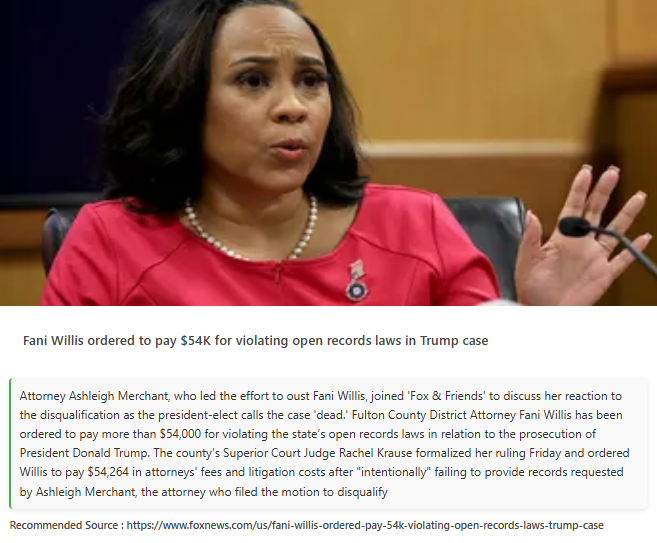 Fani Willis ordered to pay $54K for violating open records laws in Trump case
Attorney Ashleigh Merchant, who led the effort to oust Fani Willis, joined 'Fox & Friends' to discuss her reaction to
the disqualification as the president-elect calls the case 'dead.' Fulton County District Attorney Fani Willis has been
ordered to pay more than $54,000 for violating the state’s open records laws in relation to the prosecution of
President Donald Trump. The county’s Superior Court Judge Rachel Krause formalized her ruling Friday and ordered
Willis to pay $54,264 in attorneys' fees and litigation costs after "intentionally" failing to provide records requested
by Ashleigh Merchant, the attorney who filed the motion to disqualify
Recommended Source : https://www.foxnews.com/us/fani-willis-ordered-pay-54k-violating-open-records-laws-trump-case